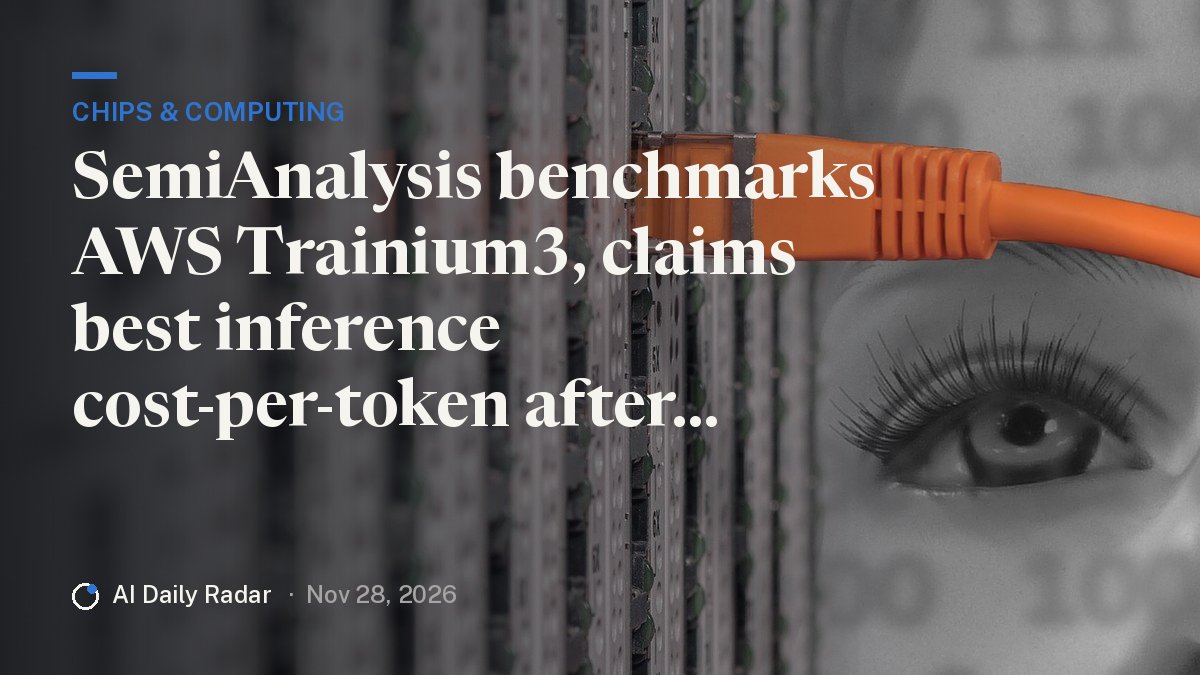 CHIPS & COMPUTING
SemiAnalysis benchmarks
AWS Trainium3, claims
best inference
cost-per-token after...
AI Daily Radar · Nov 28, 2026